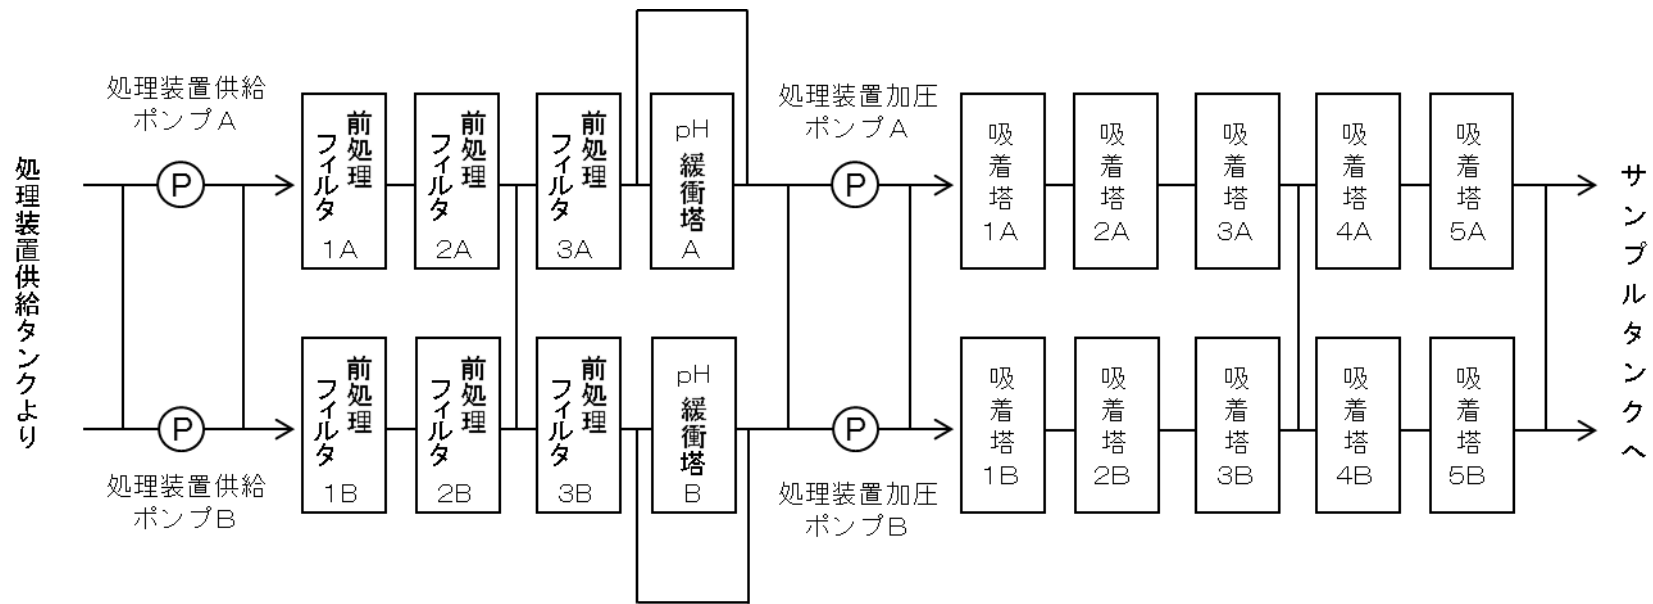 処理装置供給タンクより
処理装置供給
ポンプA
P
前処理
フィルタ
1A
前処理
フィルタ
2A
前処理
フィルタ
3A
pH
緩衝塔
A
処理装置加圧
ポンプA
P
吸着塔
1A
吸着塔
2A
吸着塔
3A
吸着塔
4A
吸着塔
5A
P
処理装置供給
ポンプB
前処理
フィルタ
1B
前処理
フィルタ
2B
前処理
フィルタ
3B
pH
緩衝塔
B
P
処理装置加圧
ポンプB
吸着塔
1B
吸着塔
2B
吸着塔
3B
吸着塔
4B
吸着塔
5B
サンプルタンクへ